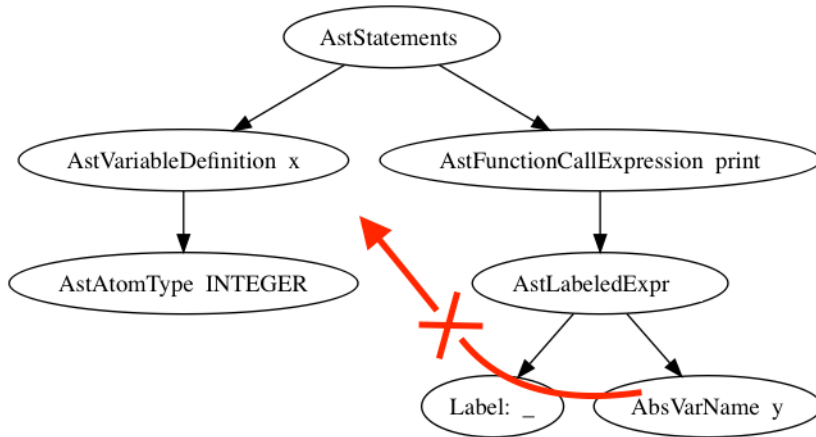 AstStatements
AstVariableDefinition x
AstFunctionCallExpression print
AstAtomType INTEGER
AstLabeledExpr
Label: _
AbsVarName y